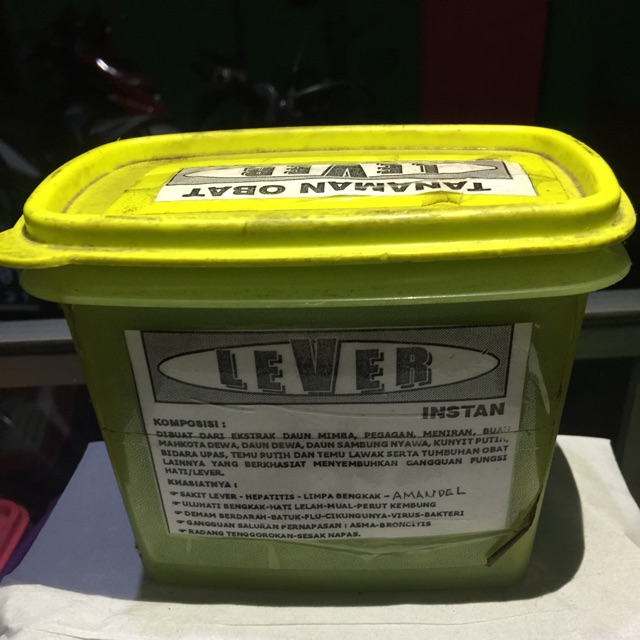 LEVER
TANAMAN OBAT
LEVER
INSTAN
KOMPOSISI :
DIBUAT DARI EKSTRAK DAUN MIMBA, PEGAGAN, MENIRAN, BUAH
MAHKOTA DEWA, DAUN DEWA, DAUN SAMBUNG NYAWA, KUNYIT PUTIH,
BIDARA UPAS, TEMU PUTIH DAN TEMU LAWAK SERTA TUMBUHAN OBAT
LAINNYA YANG BERKHASIAT MENYEMBUHKAN GANGGUAN FUNGSI
HATI/LEVER.
KHASIATNYA :
☞ SAKIT LEVER - HEPATITIS - LIMPA BENGKAK - AMANDEL
☞ ULUHATI BENGKAK-HATI LELAH-MUAL-PERUT KEMBUNG
☞ DEMAM BERDARAH-BATUK-FLU-CIKUNGUNYA-VIRUS-BAKTERI
☞ GANGGUAN SALURAN PERNAPASAN : ASMA-BRONCITIS
☞ RADANG TENGGOROKAN-SESAK NAPAS.